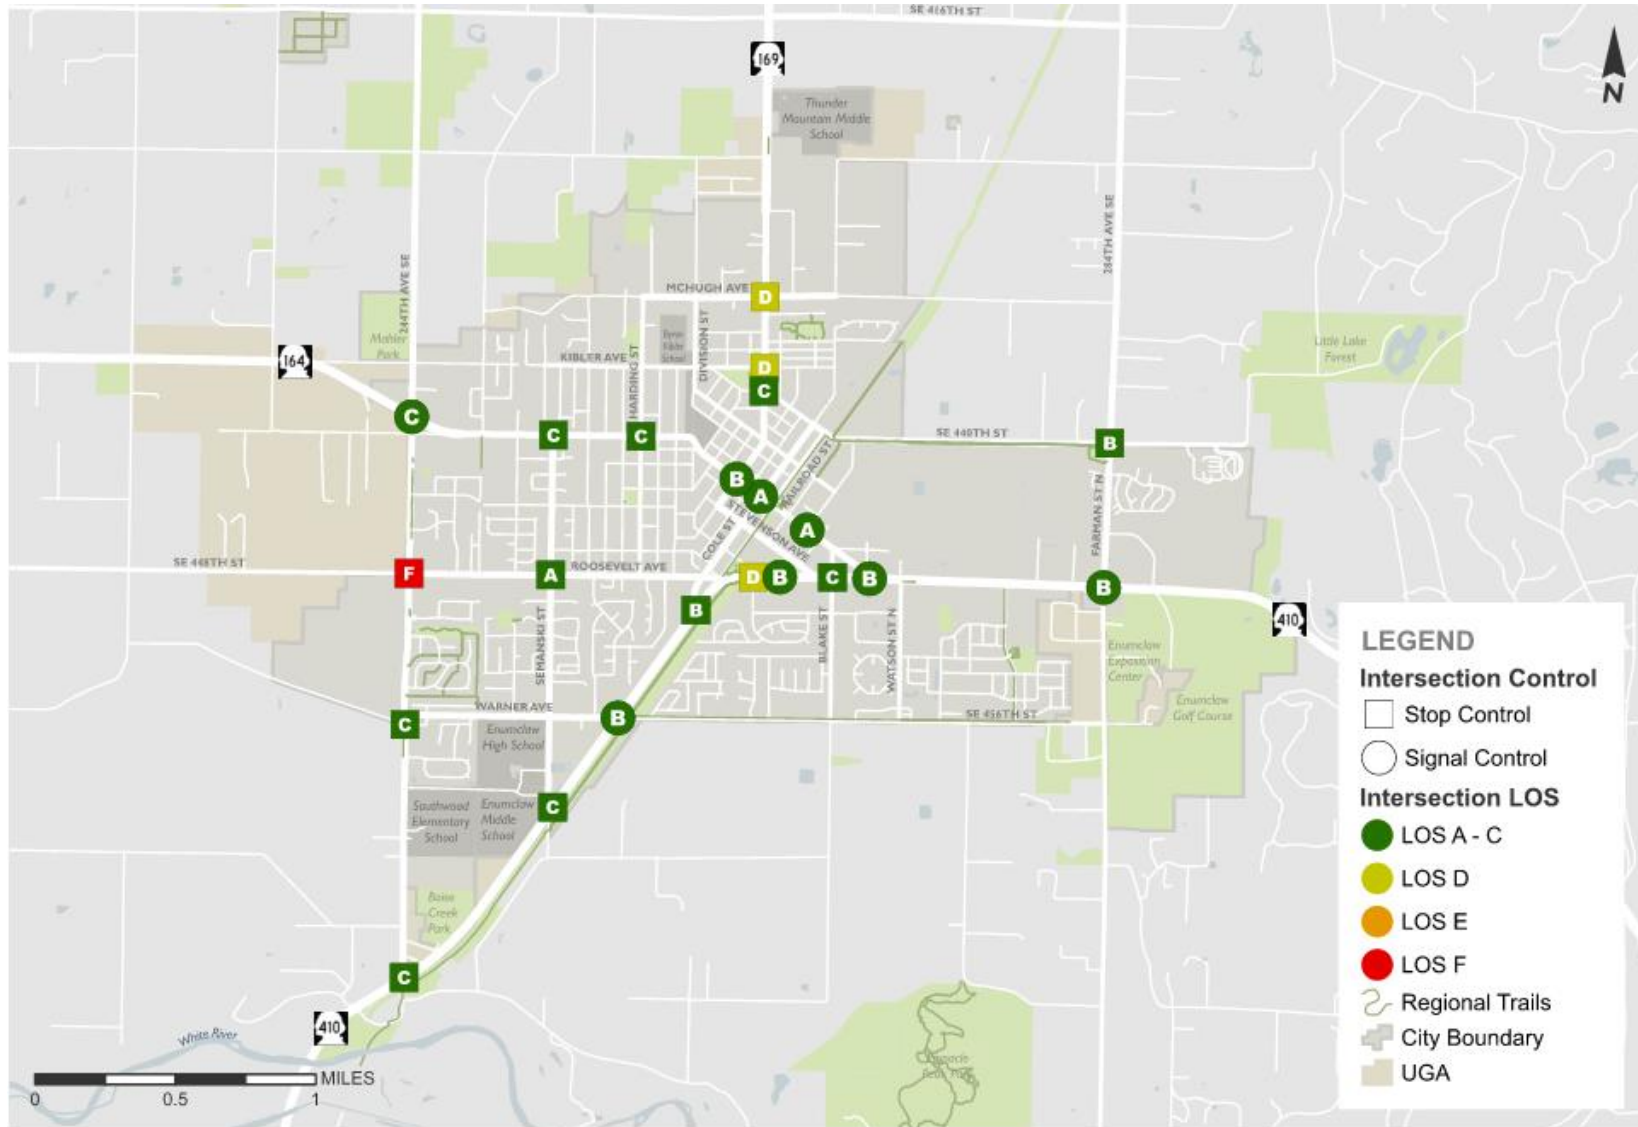 SE 416TH ST
N
169
Thunder
Mountain Middle
School
284TH AVE SE
244TH AVE SE
MCHUGH AVE
D
DIVISION ST
Mahler
Park
164
KIBLER AVE
School
HARDING ST
D
C
Little Lake
Forest
C
C
C
SE 440TH ST
B
RAILROAD ST
B
A
A
STEVENSON AVE
COLE ST
FARMAN ST N
SE 448TH ST
F
A
ROOSEVELT AVE
D
B
C
B
B
B
410
BLAKE ST
WATSON ST N
SEMANSKI ST
Enumclaw
Exposition
Center
Enumclaw
Golf Course
WARNER AVE
C
B
SE 456TH ST
Enumclaw
High School
Southwood
Elementary
School
Enumclaw
Middle
School
C
Boise
Creek
Park
C
410
White River
MILES
0
0.5
1
LEGEND
Intersection Control
Stop Control
Signal Control
Intersection LOS
LOS A - C
LOS D
LOS E
LOS F
Regional Trails
City Boundary
UGA